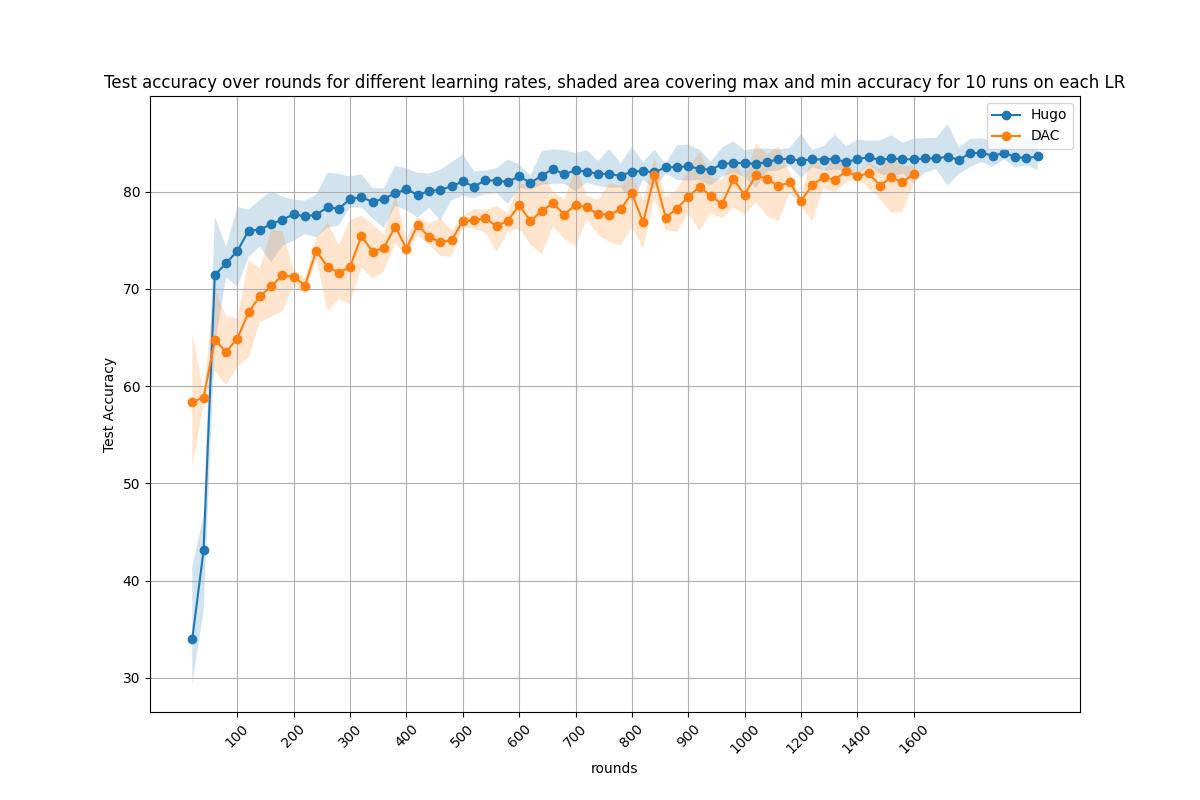 Test accuracy over rounds for different learning rates, shaded area covering max and min accuracy for 10 runs on each LR
Hugo
DAC
80
70
60
50
40
30
Test Accuracy
100 200 300 400 500 600 700 800 900 1000 1200 1400 1600
rounds